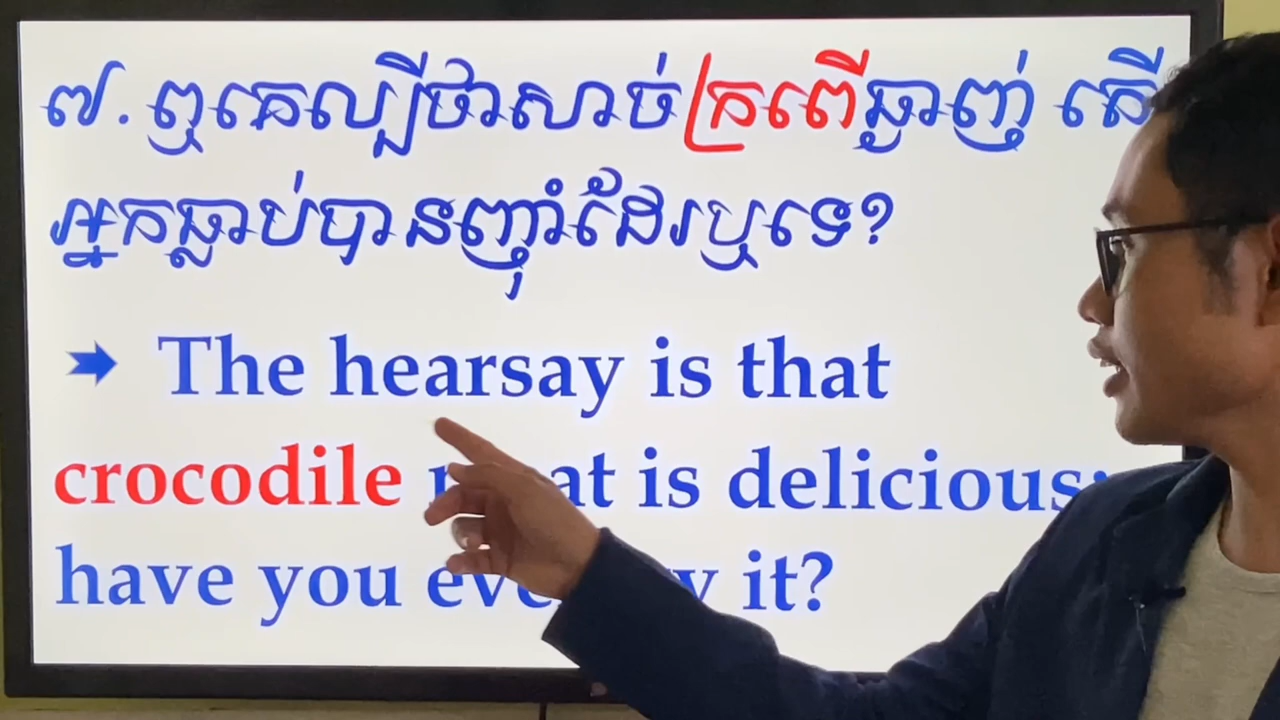 ៧. ឮគេល្បីថាសាច់ក្រពើឆ្ងាញ់ តើ
អ្នកធ្លាប់បានញ៉ាំដែរឬទេ?
The hearsay is that
crocodile is delicious;
have you it?